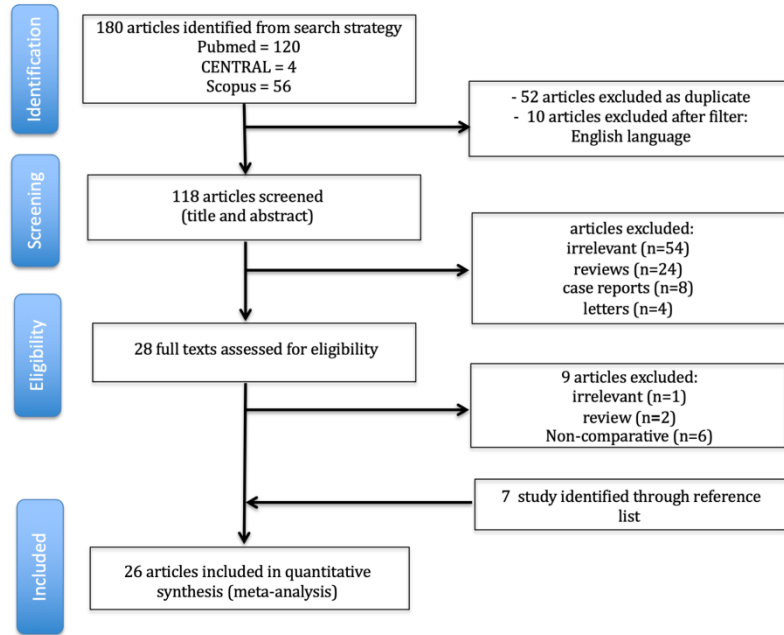 Identification
180 articles identified from search strategy
Pubmed = 120
CENTRAL = 4
Scopus = 56
- 52 articles excluded as duplicate
- 10 articles excluded after filter:
English language
Screening
118 articles screened
(title and abstract)
articles excluded:
irrelevant (n=54)
reviews (n=24)
case reports (n=8)
letters (n=4)
Eligibility
28 full texts assessed for eligibility
9 articles excluded:
irrelevant (n=1)
review (n=2)
Non-comparative (n=6)
7 study identified through reference
list
Included
26 articles included in quantitative
synthesis (meta-analysis)